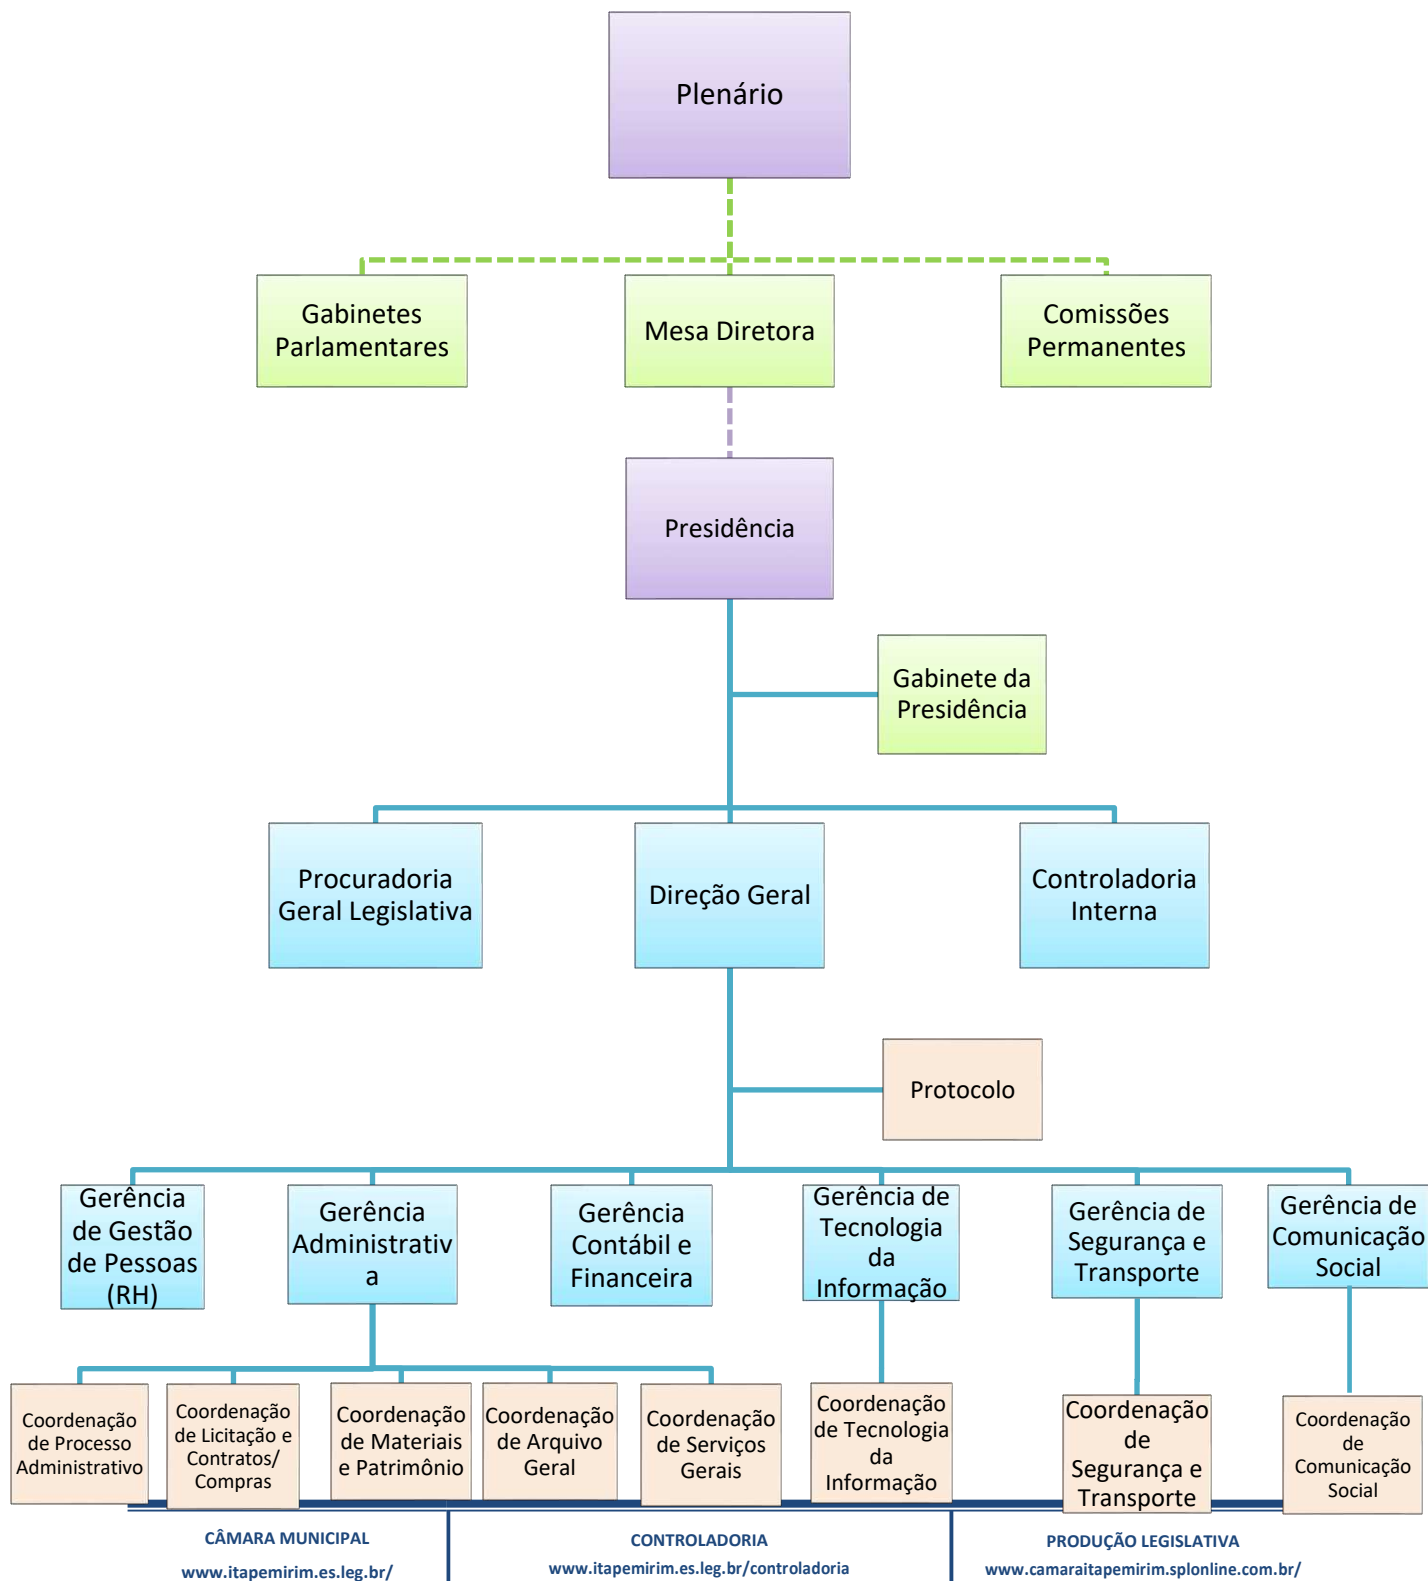 Plenário
Gabinetes
Parlamentares
Mesa Diretora
Comissões
Permanentes
Presidência
Gabinete da
Presidência
Procuradoria
Geral Legislativa
Direção Geral
Controladoria
Interna
Protocolo
Gerência
de Gestão
de Pessoas
(RH)
Gerência
Administrativ
a
Gerência
Contábil e
Financeira
Gerência de
Tecnologia
da
Informação
Gerência de
Segurança e
Transporte
Gerência de
Comunicação
Social
Coordenação
de Processo
Administrativo
Coordenação
de Licitação e
Contratos/
Compras
Coordenação
de Materiais
e Patrimônio
Coordenação
de Arquivo
Geral
Coordenação
de Serviços
Gerais
Coordenação
de Tecnologia
da
Informação
Coordenação
de
Segurança e
Transporte
Coordenação
de
Comunicação
Social
CÂMARA MUNICIPAL
www.itapemirim.es.leg.br/
CONTROLADORIA
www.itapemirim.es.leg.br/controladoria
PRODUÇÃO LEGISLATIVA
www.camaraitapemirim.splonline.com.br/